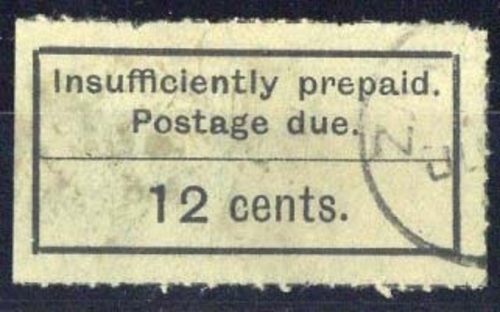 Insufficiently prepaid.
Postage due.
12 cents.